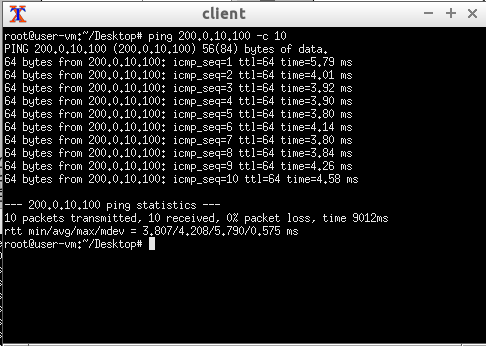 client
root@user-vm:~/Desktop# ping 200.0.10.100 -c 10
PING 200.0.10.100 (200.0.10.100) 56(84) bytes of data.
64 bytes from 200.0.10.100: icmp_seq=1 ttl=64 time=5.79 ms
64 bytes from 200.0.10.100: icmp_seq=2 ttl=64 time=4.01 ms
64 bytes from 200.0.10.100: icmp_seq=3 ttl=64 time=3.92 ms
64 bytes from 200.0.10.100: icmp_seq=4 ttl=64 time=3.90 ms
64 bytes from 200.0.10.100: icmp_seq=5 ttl=64 time=3.80 ms
64 bytes from 200.0.10.100: icmp_seq=6 ttl=64 time=4.14 ms
64 bytes from 200.0.10.100: icmp_seq=7 ttl=64 time=3.80 ms
64 bytes from 200.0.10.100: icmp_seq=8 ttl=64 time=3.84 ms
64 bytes from 200.0.10.100: icmp_seq=9 ttl=64 time=4.26 ms
64 bytes from 200.0.10.100: icmp_seq=10 ttl=64 time=4.58 ms
--- 200.0.10.100 ping statistics ---
10 packets transmitted, 10 received, 0% packet loss, time 9012ms
rtt min/avg/max/mdev = 3.807/4.208/5.790/0.575 ms
root@user-vm:~/Desktop#